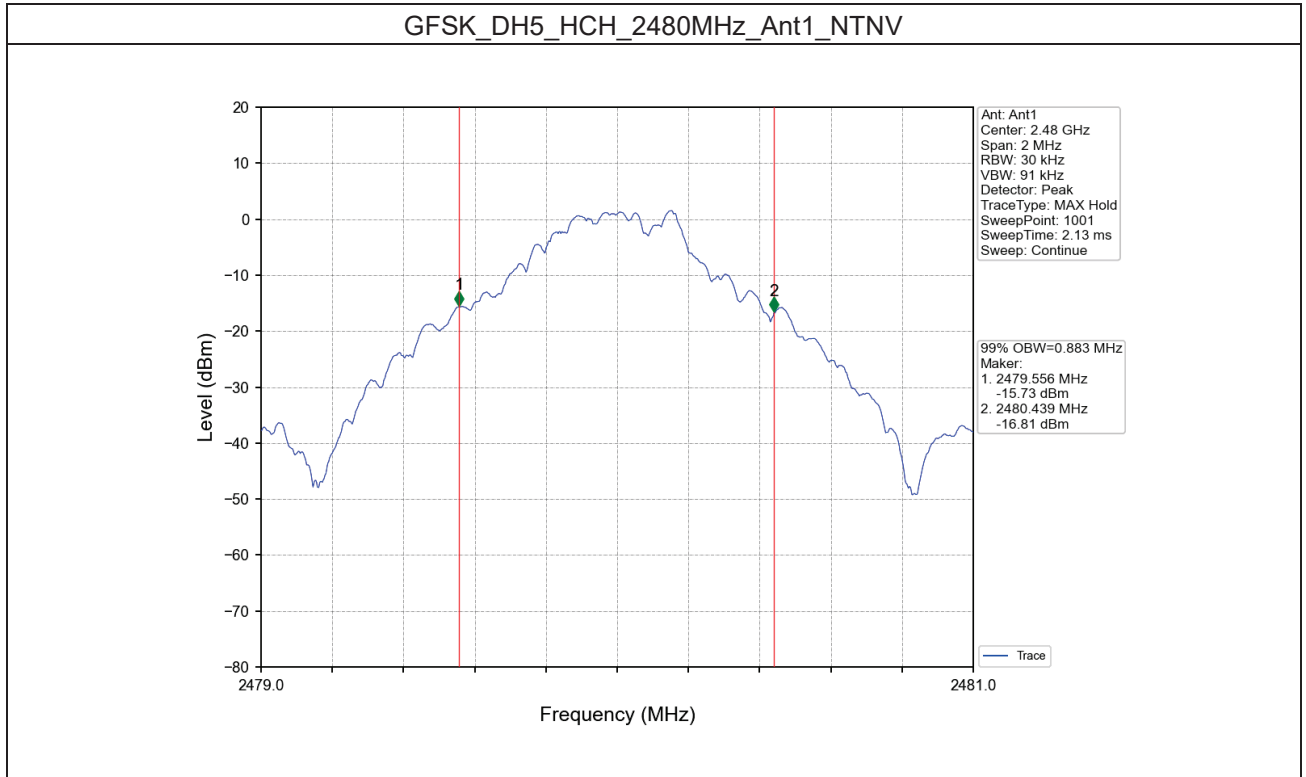 GFSK_DH5_HCH_2480MHz_Ant1_NTNV
20
10
0
−10
−20
−30
−40
−50
−60
−70
−80
Level (dBm)
1
2
2479.0
2481.0
Frequency (MHz)
Ant: Ant1
Center: 2.48 GHz
Span: 2 MHz
RBW: 30 kHz
VBW: 91 kHz
Detector: Peak
TraceType: MAX Hold
SweepPoint: 1001
SweepTime: 2.13 ms
Sweep: Continue
99% OBW=0.883 MHz
Maker:
1. 2479.556 MHz
-15.73 dBm
2. 2480.439 MHz
-16.81 dBm
Trace